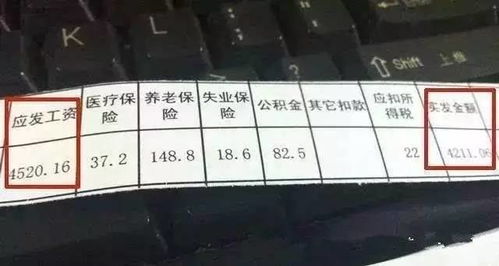 K L
Shift 上档
应发工资 医疗保险 养老保险 失业保险 公积金 其它扣款 应扣所得税 实发金额
4520.16 37.2 148.8 18.6 82.5 22 4211.06